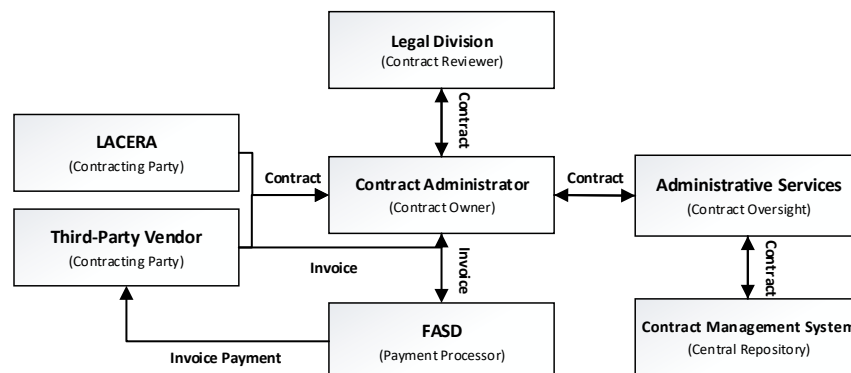 Legal Division
(Contract Reviewer)
Contract
LACERA
(Contracting Party)
Contract
Contract Administrator
(Contract Owner)
Contract
Administrative Services
(Contract Oversight)
Third-Party Vendor
(Contracting Party)
Invoice
Invoice
Contract
FASD
(Payment Processor)
Invoice Payment
Contract Management System
(Central Repository)